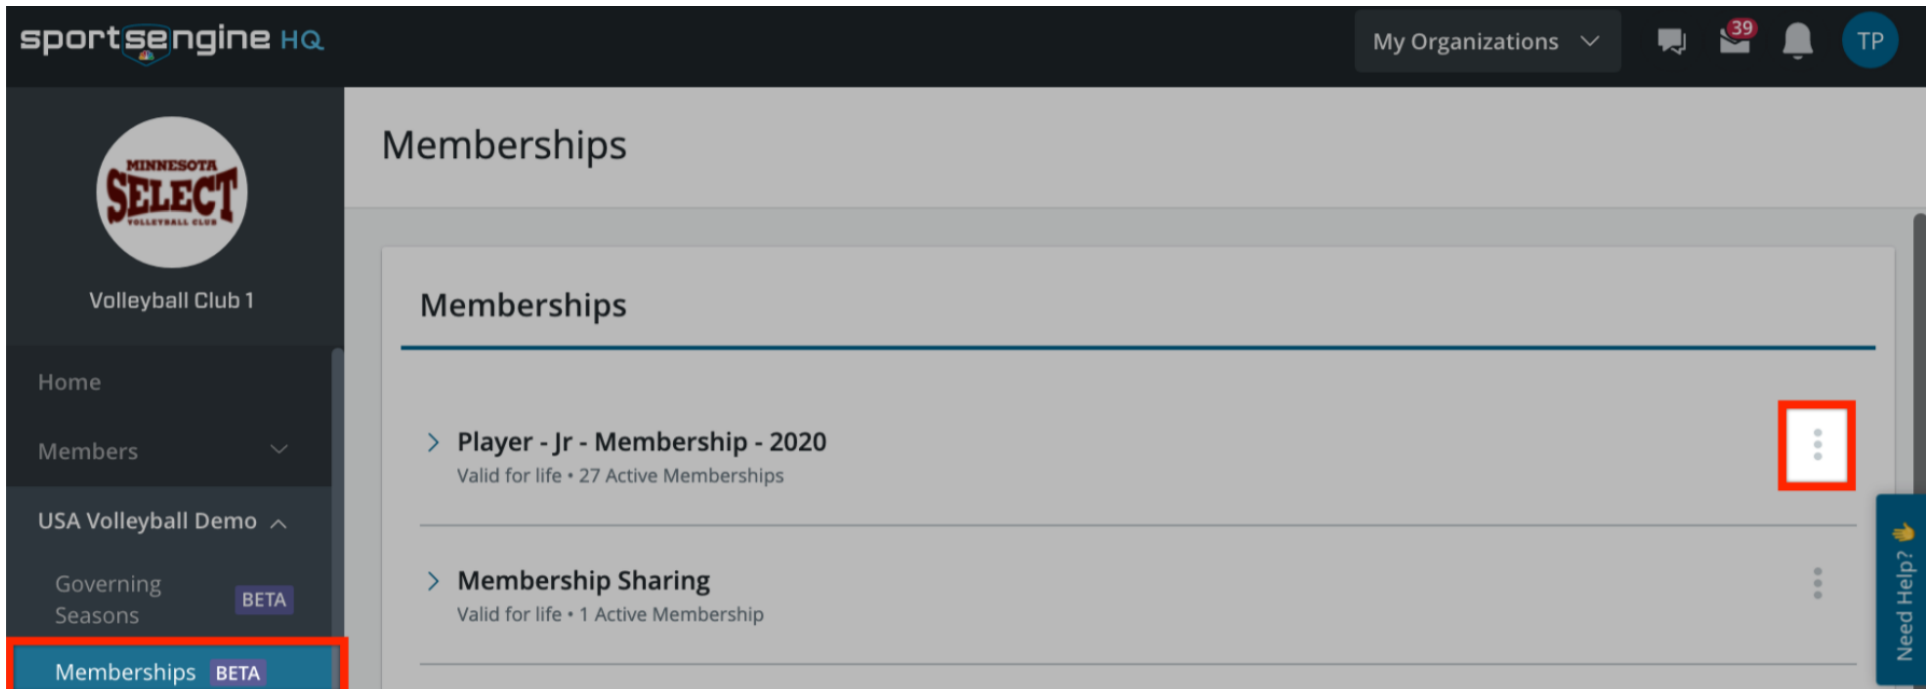 sportsengine HQ
My Organizations
39
TP
MINNESOTA
SELECT
VOLLEYBALL CLUB
Volleyball Club 1
Home
Members
USA Volleyball Demo
Governing
Seasons
BETA
Memberships BETA
Memberships
Memberships
Player - Jr - Membership - 2020
Valid for life • 27 Active Memberships
Membership Sharing
Valid for life • 1 Active Membership
Need Help? 👋